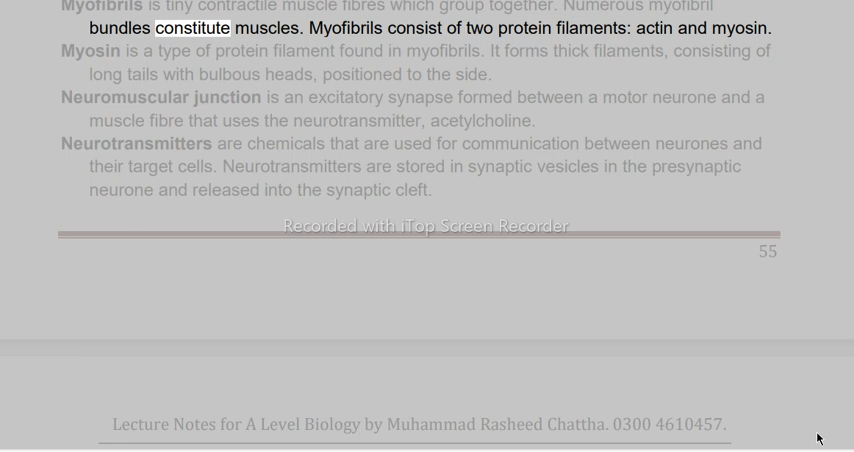 Myofibrils is tiny contractile muscle fibres which group together. Numerous myofibril
bundles constitute muscles. Myofibrils consist of two protein filaments: actin and myosin.
Myosin is a type of protein filament found in myofibrils. It forms thick filaments, consisting of
long tails with bulbous heads, positioned to the side.
Neuromuscular junction is an excitatory synapse formed between a motor neurone and a
muscle fibre that uses the neurotransmitter, acetylcholine.
Neurotransmitters are chemicals that are used for communication between neurones and
their target cells. Neurotransmitters are stored in synaptic vesicles in the presynaptic
neurone and released into the synaptic cleft.
Recorded with iTop Screen Recorder
55
Lecture Notes for A Level Biology by Muhammad Rasheed Chattha. 0300 4610457.